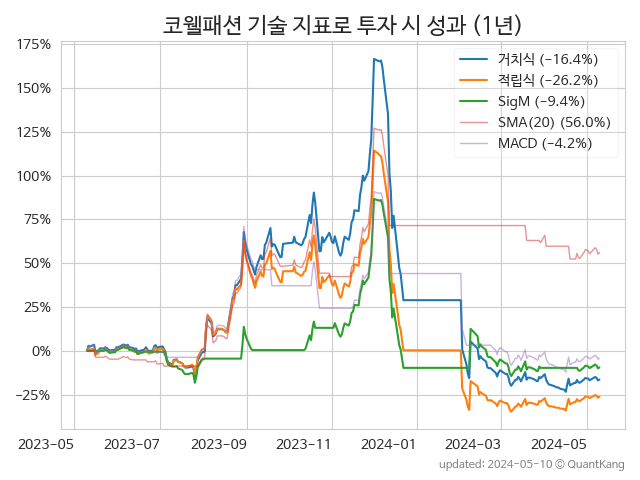 코웰패션 기술 지표로 투자 시 성과 (1년)
175%
150%
125%
100%
75%
50%
25%
0%
−25%
거치식 (−16.4%)
적립식 (−26.2%)
SigM (−9.4%)
SMA(20) (56.0%)
MACD (−4.2%)
2023-05 2023-07 2023-09 2023-11 2024-01 2024-03 2024-05
updated: 2024-05-10 © QuantKang